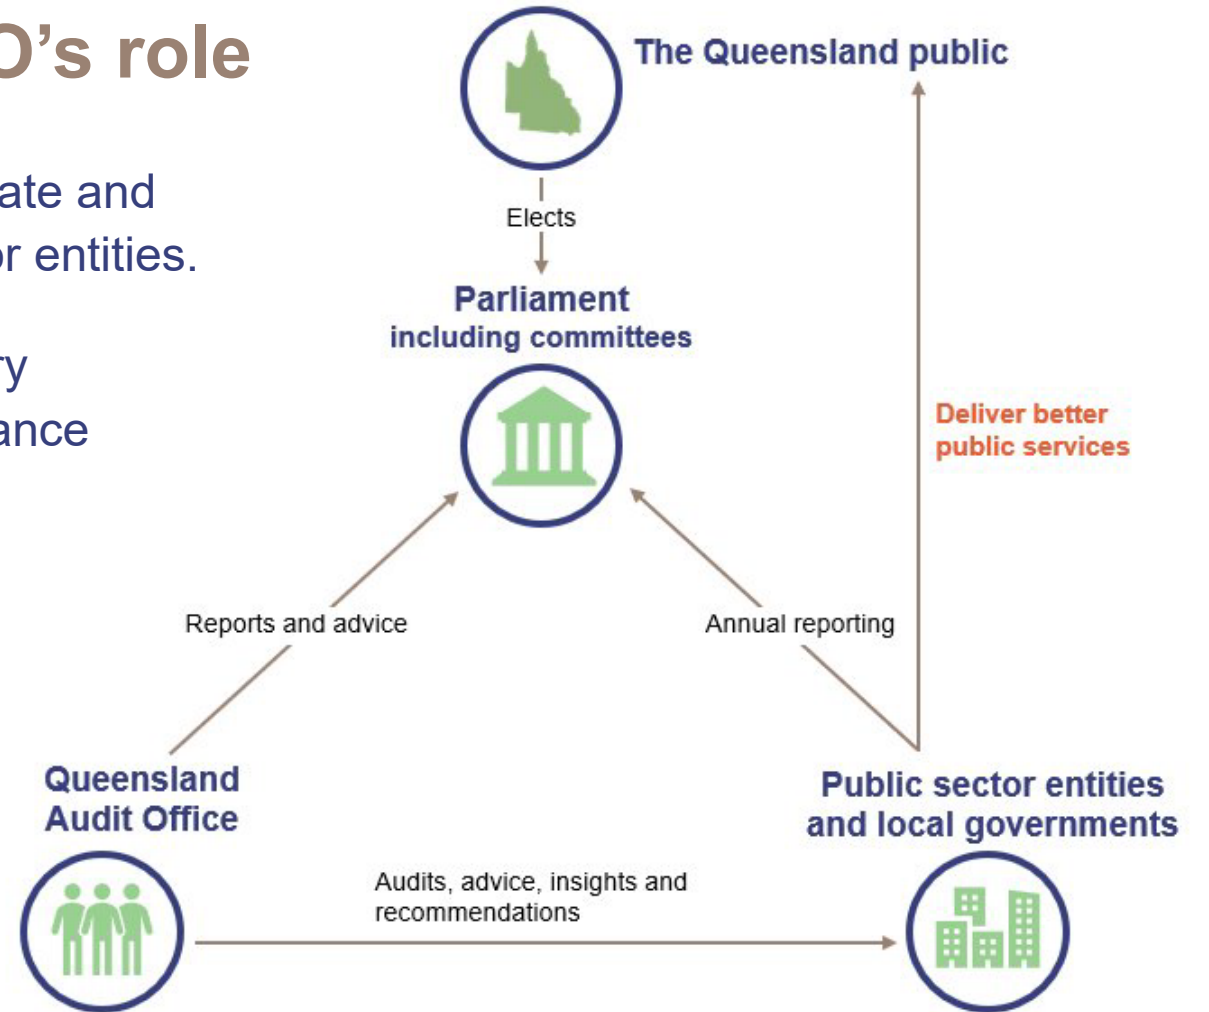 O's role
The Queensland public
ate and
or entities.
Elects
Parliament
including committees
ry
ance
Deliver better
public services
Reports and advice
Annual reporting
Queensland
Audit Office
Public sector entities
and local governments
Audits, advice, insights and
recommendations